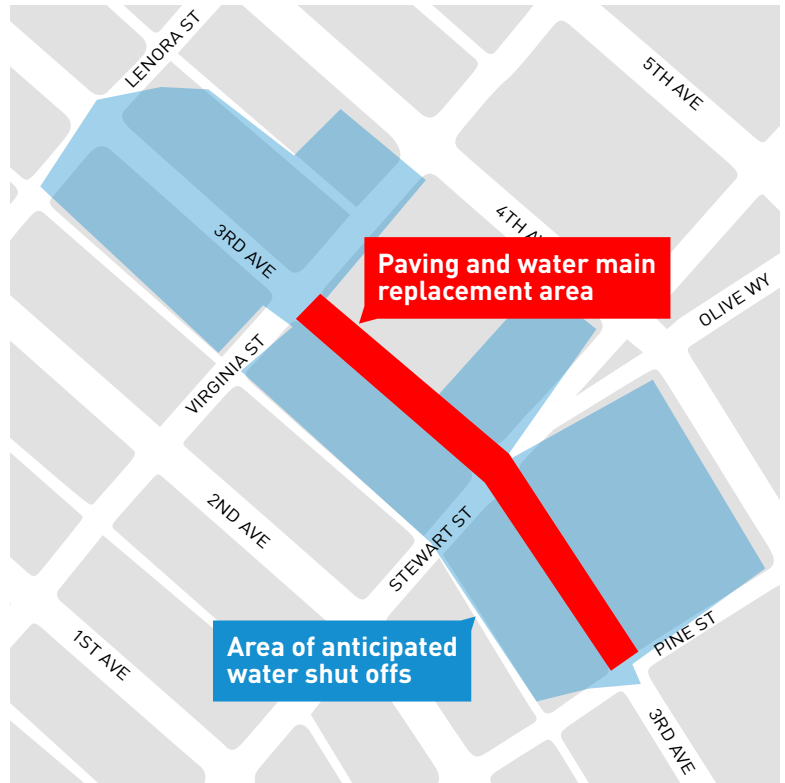 LENORA ST
5TH AVE
3RD AVE
4TH
Paving and water main
replacement area
OLIVE WY
VIRGINIA ST
2ND AVE
STEWART ST
1ST AVE
Area of anticipated
water shut offs
PINE ST
3RD AVE